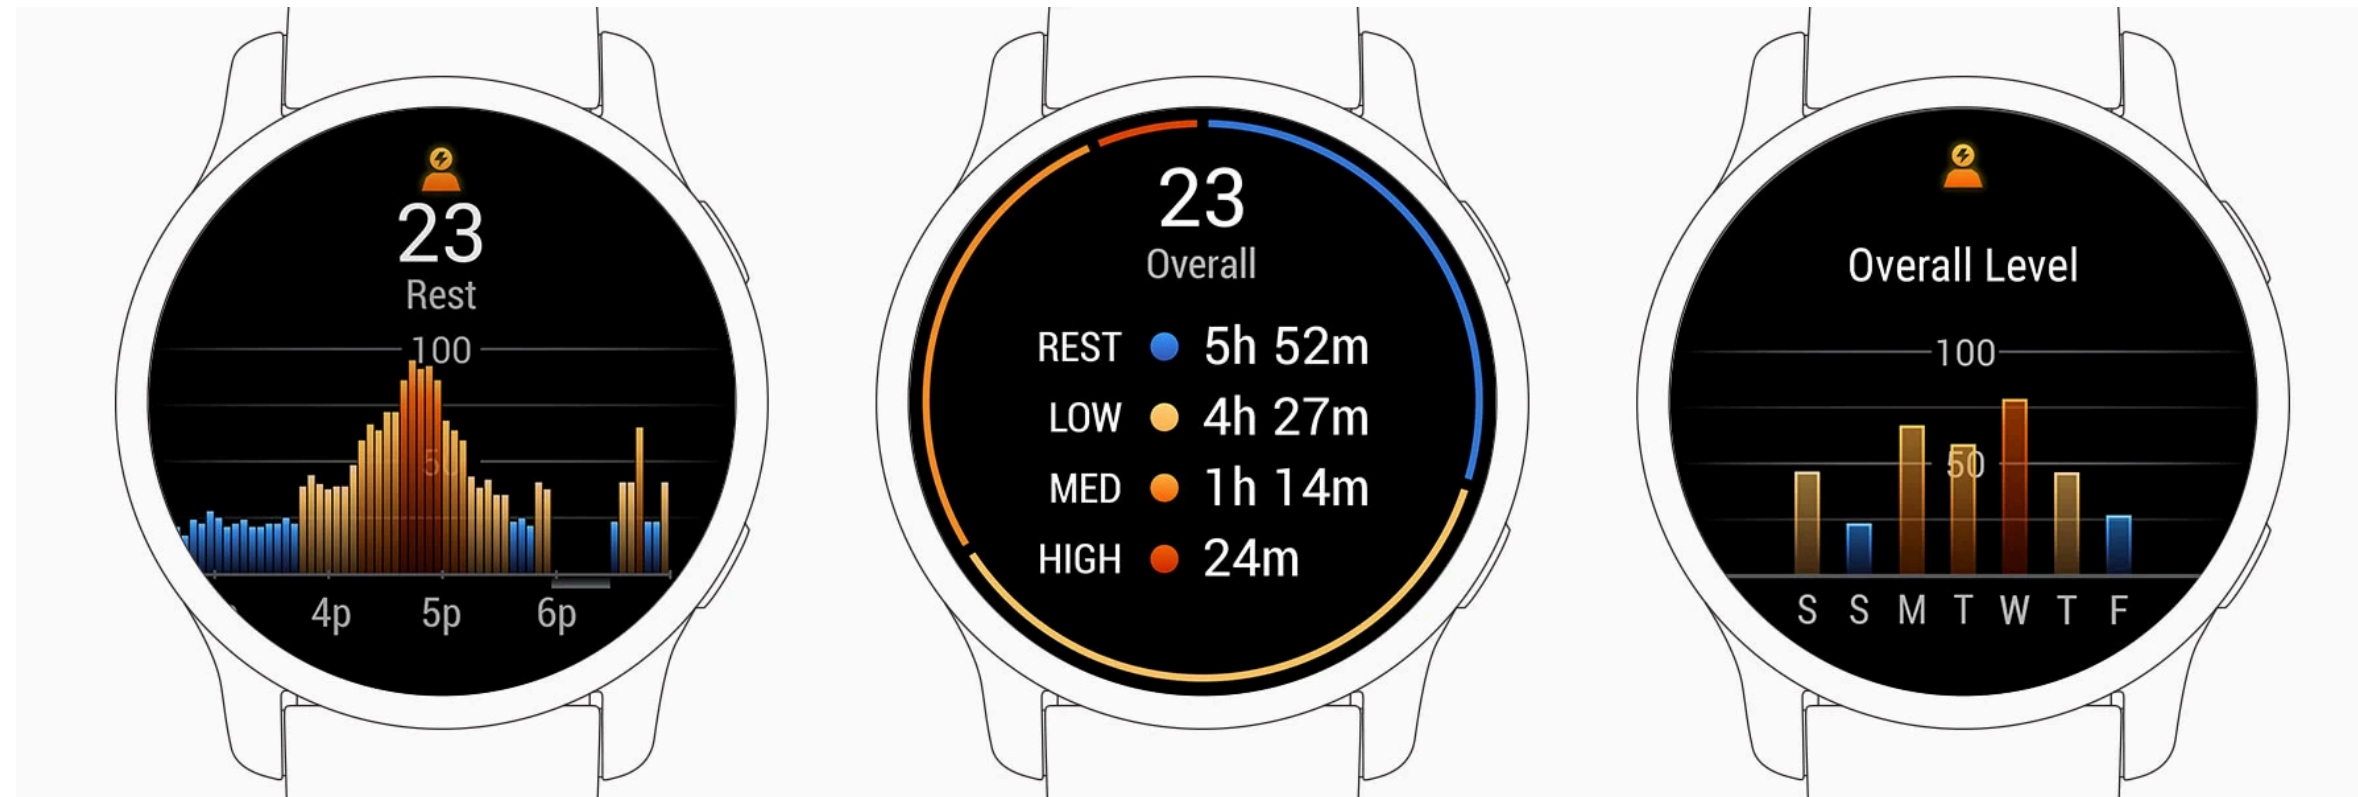 23
Rest
100
50
4p 5p 6p
23
Overall
REST 5h 52m
LOW 4h 27m
MED 1h 14m
HIGH 24m
Overall Level
100
50
S S M T W T F